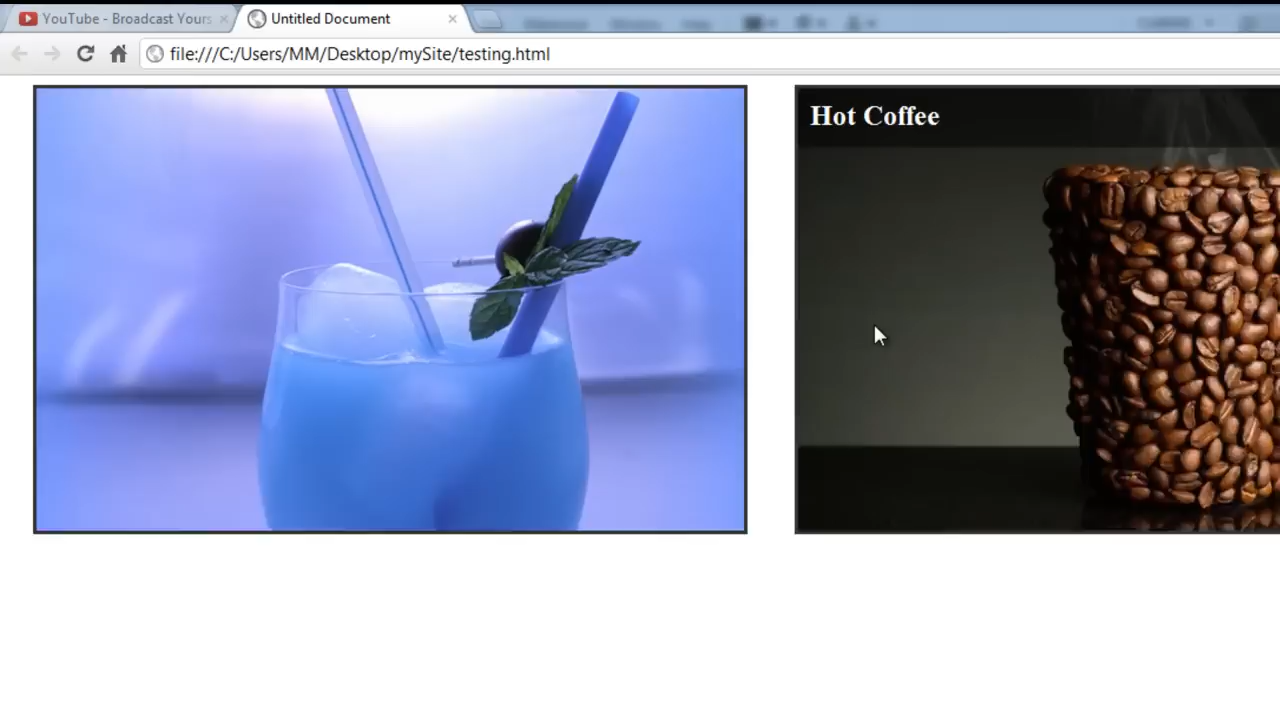 YouTube - Broadcast Yours
Untitled Document
file:///C:/Users/MM/Desktop/mySite/testing.html
Hot Coffee